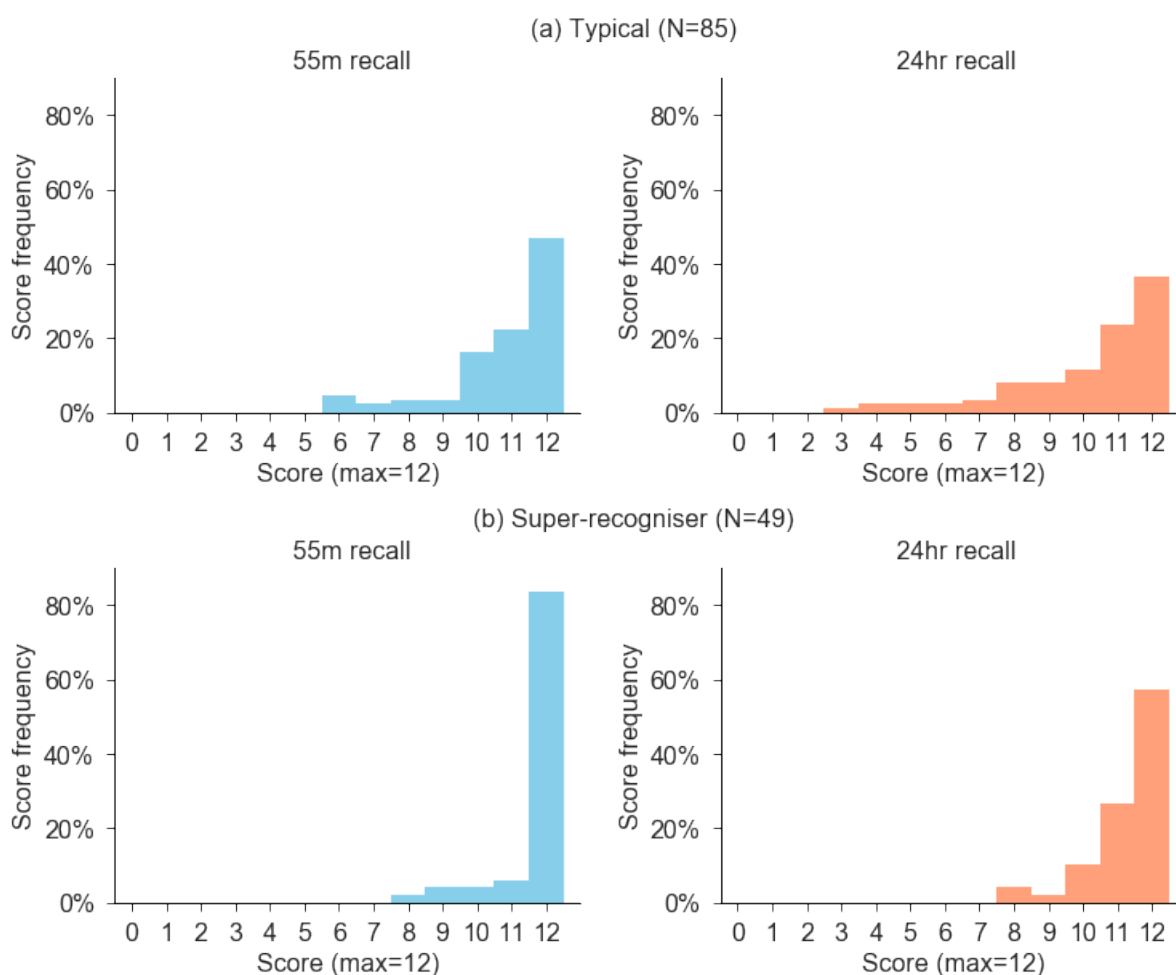 (a) Typical (N=85)
55m recall
24hr recall
80%
60%
40%
20%
0%
Score frequency
0 1 2 3 4 5 6 7 8 9 10 11 12
Score (max=12)
80%
60%
40%
20%
0%
Score frequency
0 1 2 3 4 5 6 7 8 9 10 11 12
Score (max=12)
(b) Super-recogniser (N=49)
55m recall
24hr recall
80%
60%
40%
20%
0%
Score frequency
0 1 2 3 4 5 6 7 8 9 10 11 12
Score (max=12)
80%
60%
40%
20%
0%
Score frequency
0 1 2 3 4 5 6 7 8 9 10 11 12
Score (max=12)